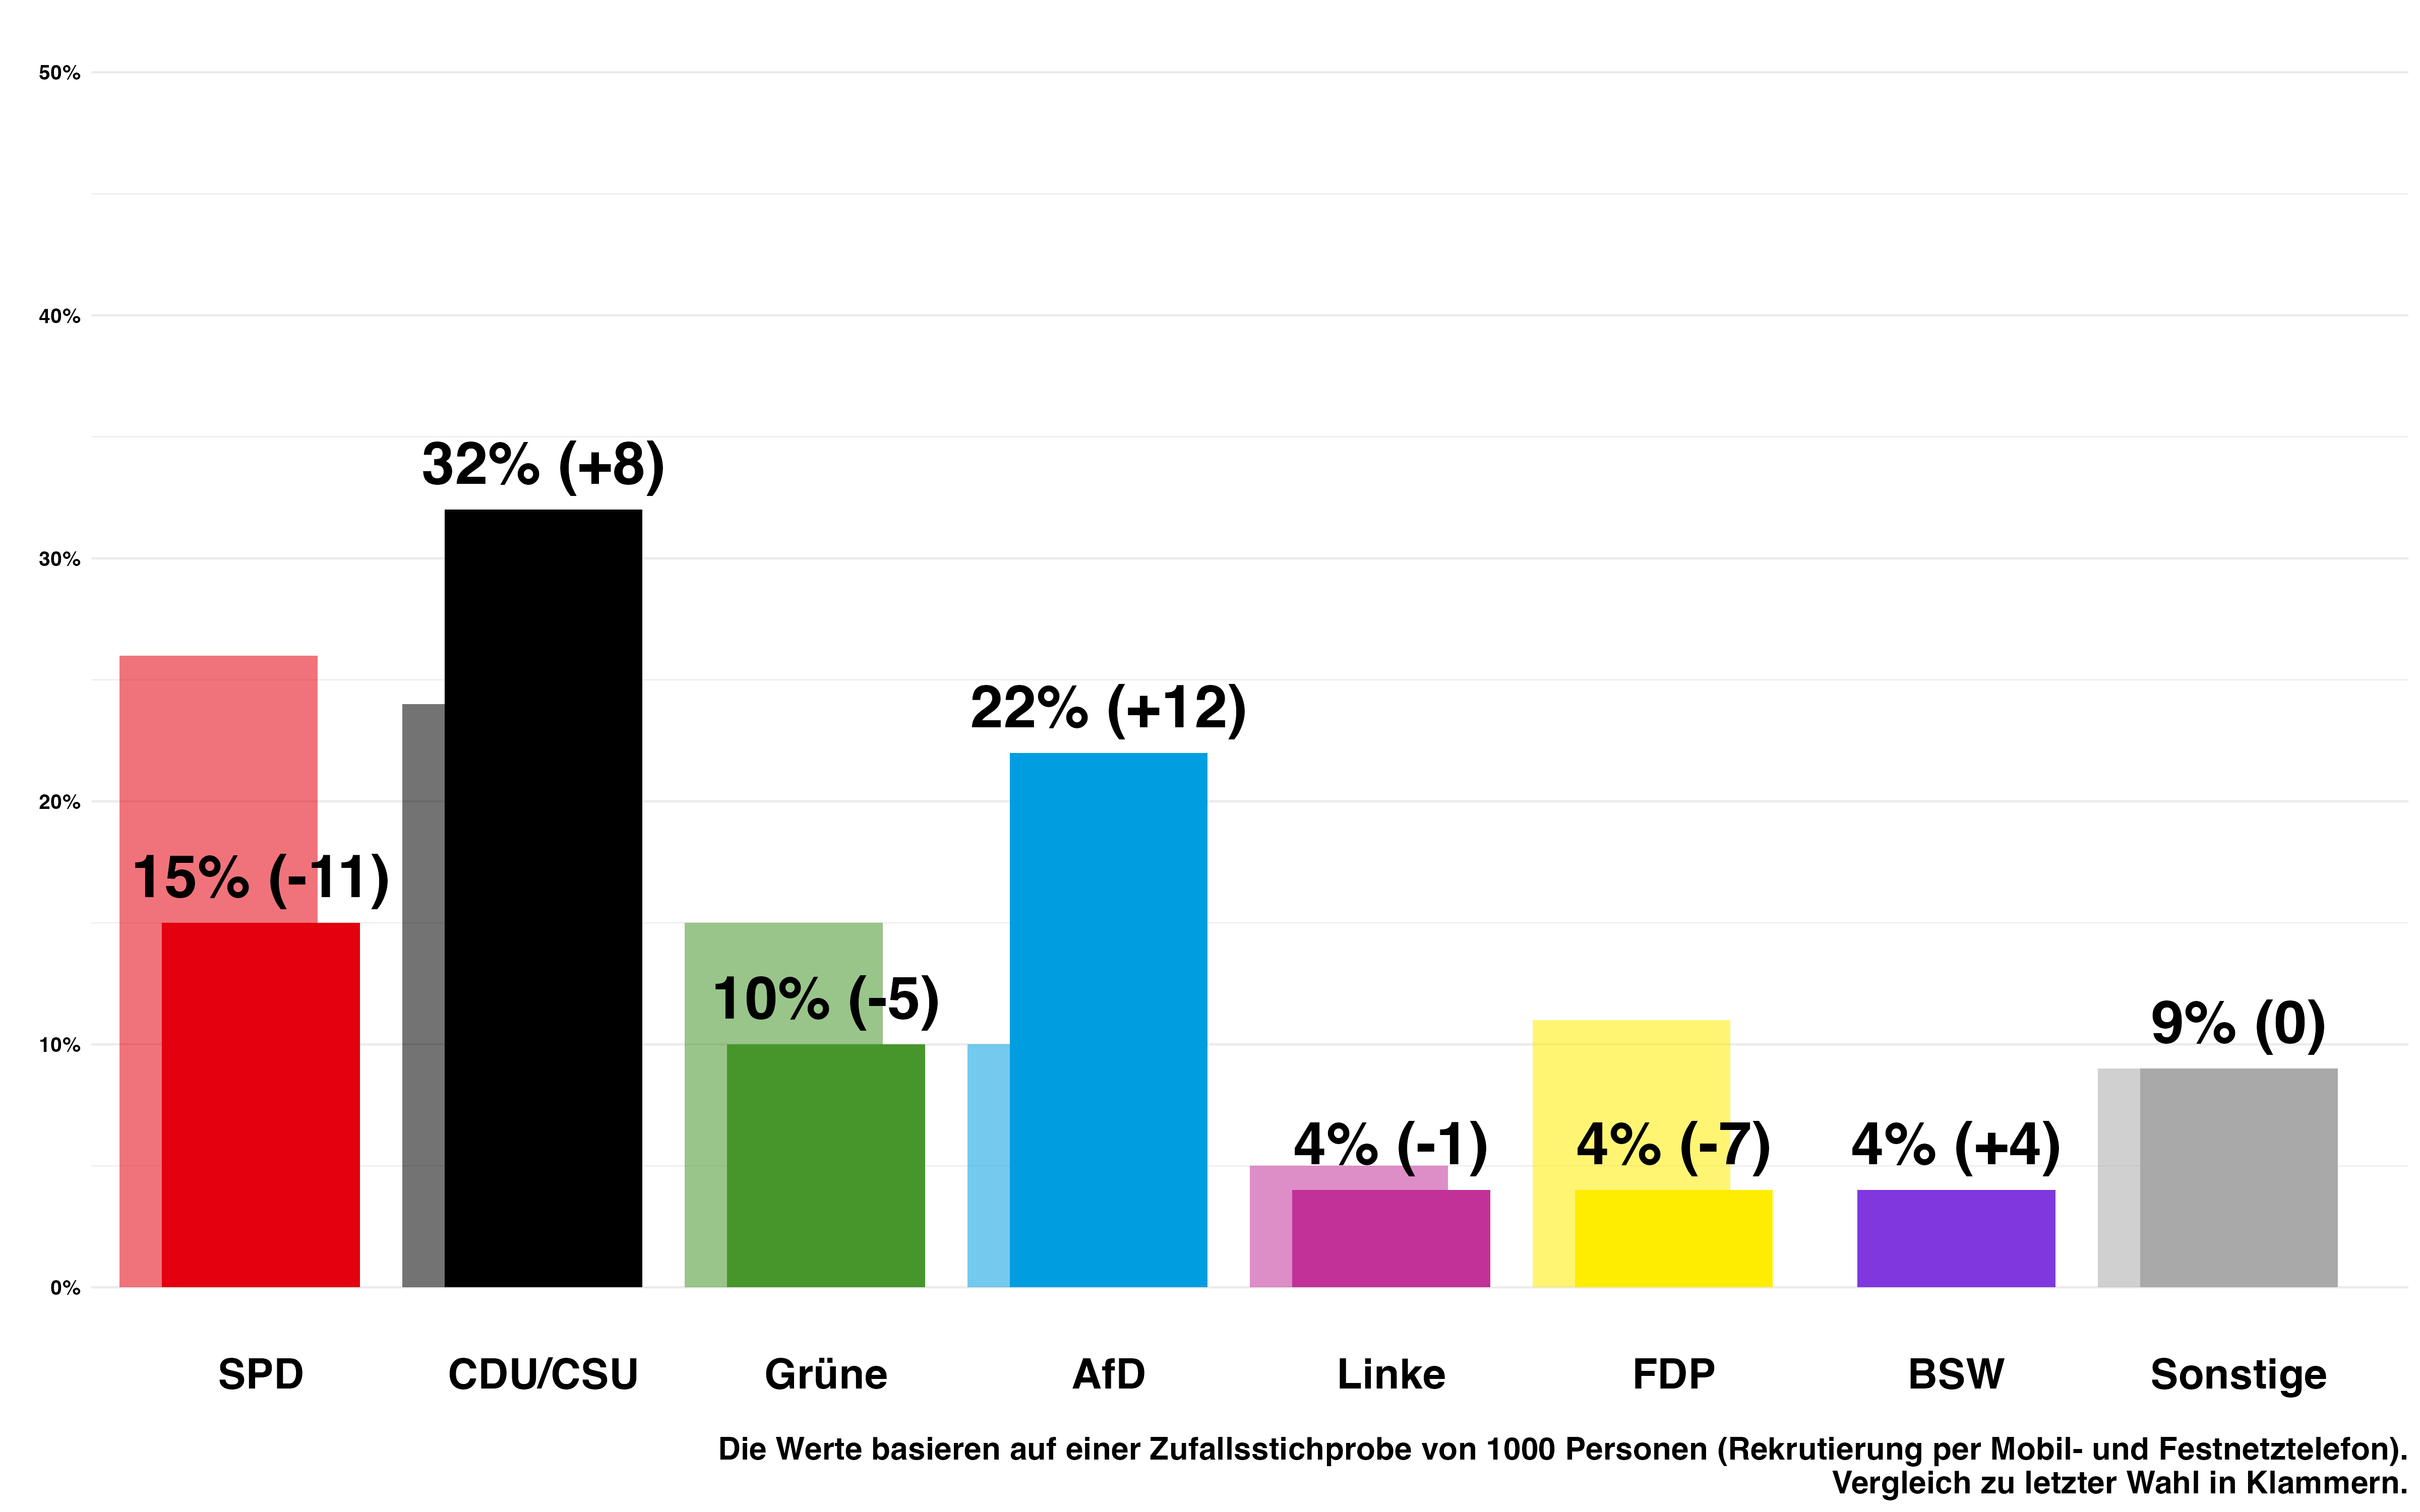 50%
40%
30%
20%
10%
0%
15% (-11)
32% (+8)
10% (-5)
22% (+12)
4% (-1)
4% (-7)
4% (+4)
9% (0)
SPD
CDU/CSU
Grüne
AfD
Linke
FDP
BSW
Sonstige
Die Werte basieren auf einer Zufallsstichprobe von 1000 Personen (Rekrutierung per Mobil- und Festnetztelefon).
Vergleich zu letzter Wahl in Klammern.